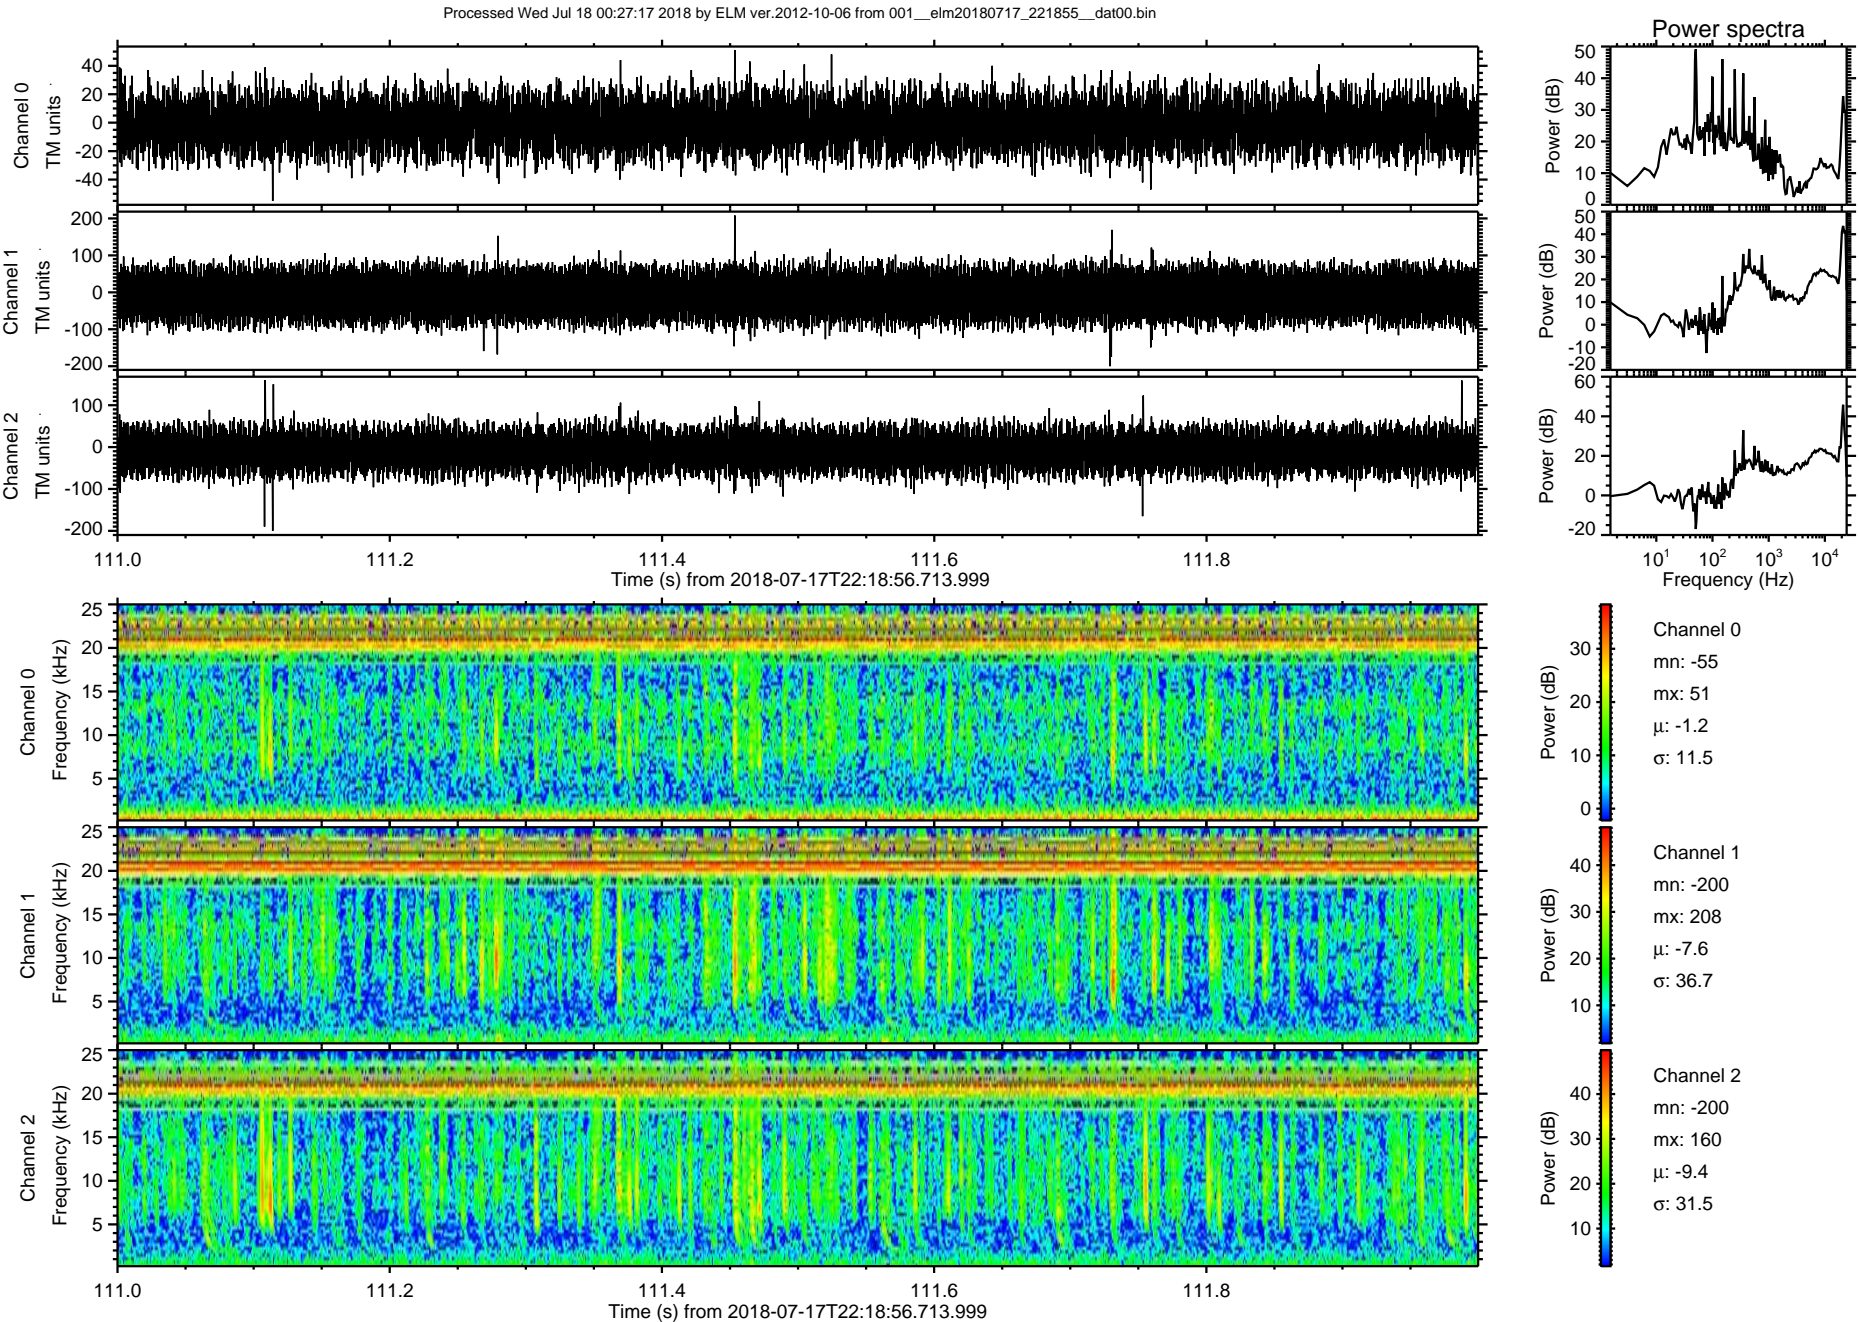 Processed Wed Jul 18 00:27:17 2018 by ELM ver.2012-10-06 from 001__elm20180717_221855__dat00.bin
Power spectra
Channel 0
TM units
40
20
0
-20
-40
Power (dB)
50
40
30
20
10
0
Channel 1
TM units
200
100
0
-100
-200
Power (dB)
50
40
30
20
10
0
-10
-20
Channel 2
TM units
100
0
-100
-200
Power (dB)
60
40
20
0
-20
111.0 111.2 111.4 111.6 111.8
Time (s) from 2018-07-17T22:18:56.713.999
10¹ 10² 10³ 10⁴
Frequency (Hz)
Channel 0
Frequency (kHz)
25
20
15
10
5
Power (dB)
30
20
10
0
Channel 0
mn: -55
mx: 51
μ: -1.2
σ: 11.5
Channel 1
Frequency (kHz)
25
20
15
10
5
Power (dB)
40
30
20
10
Channel 1
mn: -200
mx: 208
μ: -7.6
σ: 36.7
Channel 2
Frequency (kHz)
25
20
15
10
5
Power (dB)
40
30
20
10
Channel 2
mn: -200
mx: 160
μ: -9.4
σ: 31.5
111.0 111.2 111.4 111.6 111.8
Time (s) from 2018-07-17T22:18:56.713.999